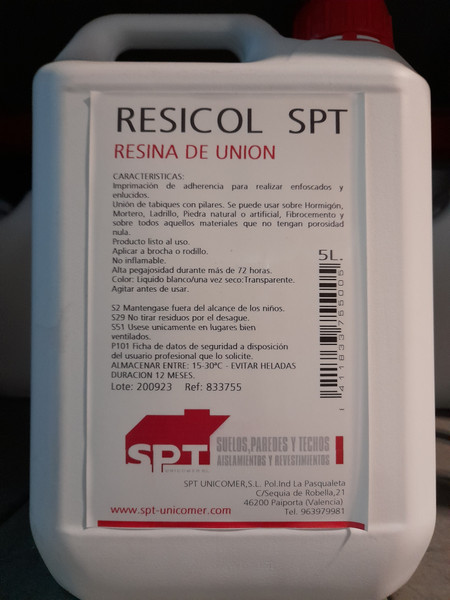 RESICOL SPT
RESINA DE UNION
CARACTERISTICAS:
Imprimación de adherencia para realizar enfoscados y
enlucidos.
Unión de tabiques con pilares. Se puede usar sobre Hormigón,
Mortero, Ladrillo, Piedra natural o artificial, Fibrocemento y
sobre todos aquellos materiales que no tengan porosidad
nula.
Producto listo al uso.
Aplicar a brocha o rodillo.
No inflamable.
Alta pegajosidad durante más de 72 horas.
Color: Liquido blanco/una vez seco:Transparente.
Agitar antes de usar.
5L.
S2 Mantengase fuera del alcance de los niños.
S29 No tirar residuos por el desague.
S51 Usese unicamente en lugares bien
ventilados.
P101 Ficha de datos de seguridad a disposición
del usuario profesional que lo solicite.
ALMACENAR ENTRE: 15-30ºC - EVITAR HELADAS
DURACION 12 MESES.
Lote: 200923 Ref: 833755
SPT
UNICOMER
SUELOS, PAREDES Y TECHOS
AISLAMIENTOS Y REVESTIMIENTOS
SPT UNICOMER,S.L. Pol.Ind La Pasqualeta
C/Sequia de Robella,21
46200 Paiporta (Valencia)
www.spt-unicomer.com Tel. 963979981